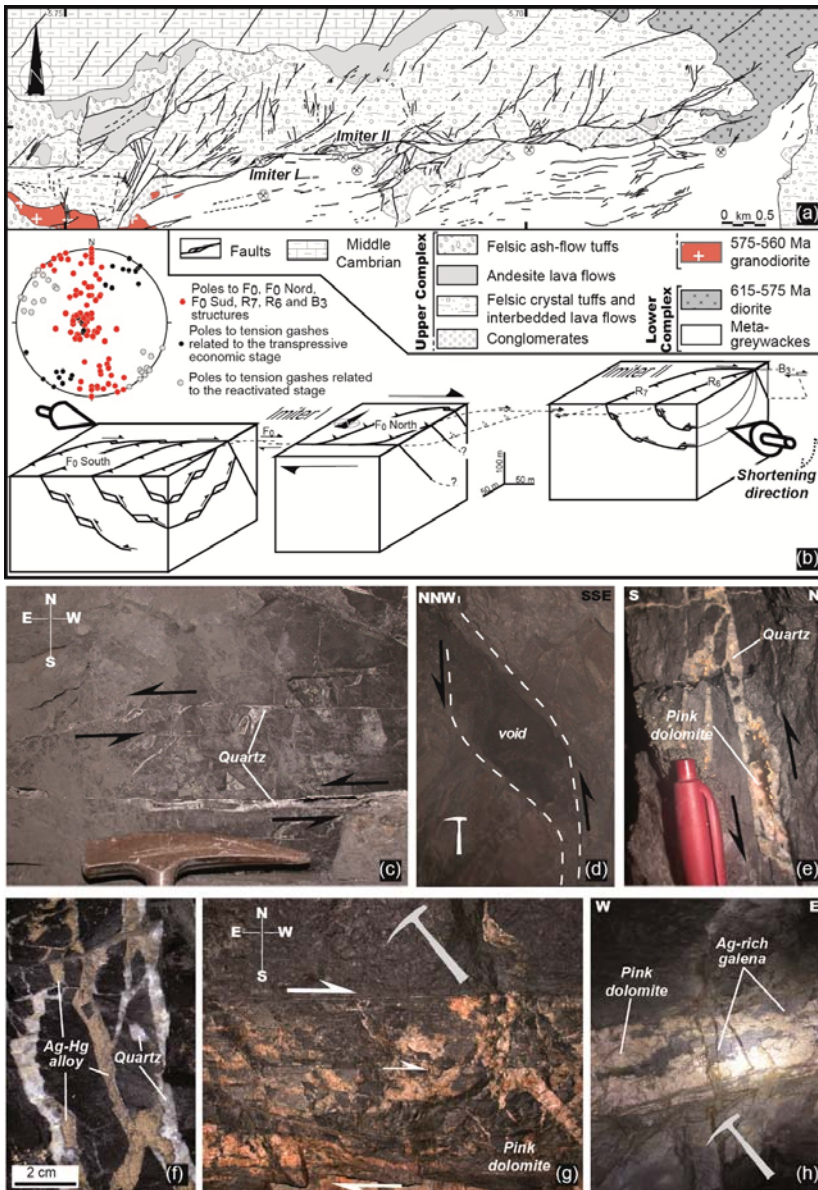 -5.75
-5.70
N
Imiter II
Imiter I
0 km 0.5
(a)
N
Poles to F0, F0 Nord,
F0 Sud, R7, R6 and B3
structures
Poles to tension gashes
related to the transpressive
economic stage
Poles to tension gashes related
to the reactivated stage
Faults
Middle
Cambrian
Upper Complex
Felsic ash-flow tuffs
Andesite lava flows
Felsic crystal tuffs and
interbedded lava flows
Conglomerates
Lower
Complex
575-560 Ma
granodiorite
615-575 Ma
diorite
Meta-
greywackes
Imiter I
Imiter II
F0 South
F0
F0 North
?
?
100 m
50 m
50 m
R7
R6
B3
Shortening
direction
(b)
N
E W
S
Quartz
(c)
NNW
SSE
void
(d)
S N
Quartz
Pink
dolomite
(e)
Ag-Hg
alloy
Quartz
2 cm
(f)
N
E W
S
Pink
dolomite
(g)
W E
Pink
dolomite
Ag-rich
galena
(h)